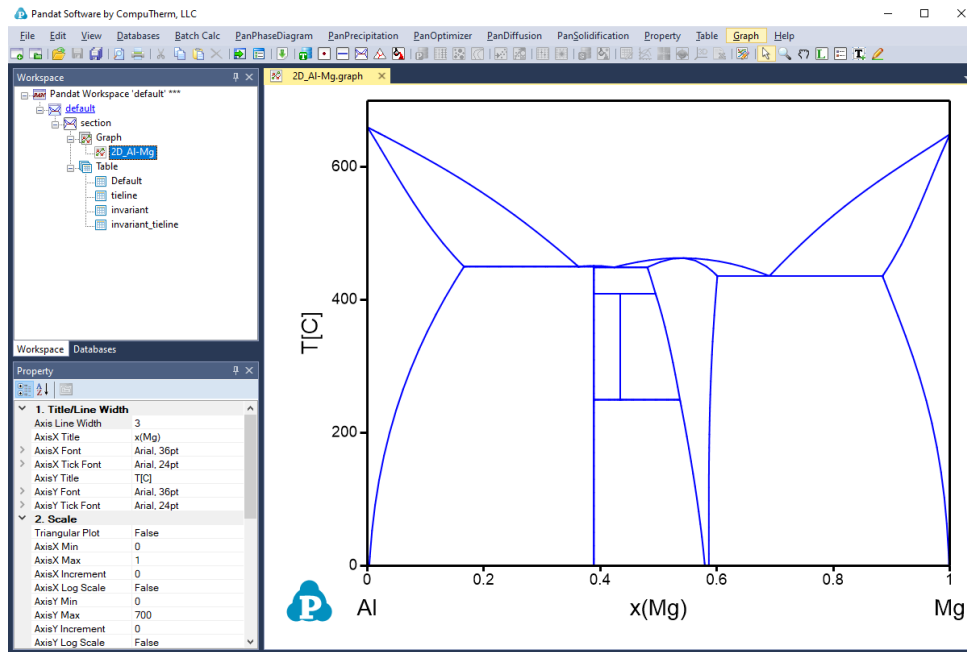 Pandat Software by CompuTherm, LLC
File Edit View Databases Batch Calc PanPhaseDiagram PanPrecipitation PanOptimizer PanDiffusion PanSolidification Property Table Graph Help
Workspace
Pandat Workspace 'default' ***
default
section
Graph
2D_Al-Mg
Table
Default
tieline
invariant
invariant_tieline
Workspace Databases
Property
1. Title/Line Width
Axis Line Width 3
AxisX Title x(Mg)
AxisX Font Arial, 36pt
AxisX Tick Font Arial, 24pt
AxisY Title T[C]
AxisY Font Arial, 36pt
AxisY Tick Font Arial, 24pt
2. Scale
Triangular Plot False
AxisX Min 0
AxisX Max 1
AxisX Increment 0
AxisX Log Scale False
AxisY Min 0
AxisY Max 700
AxisY Increment 0
AxisY Log Scale False
2D_Al-Mg.graph
600
400
200
0
T[C]
0 0.2 0.4 0.6 0.8 1
P
Al x(Mg) Mg